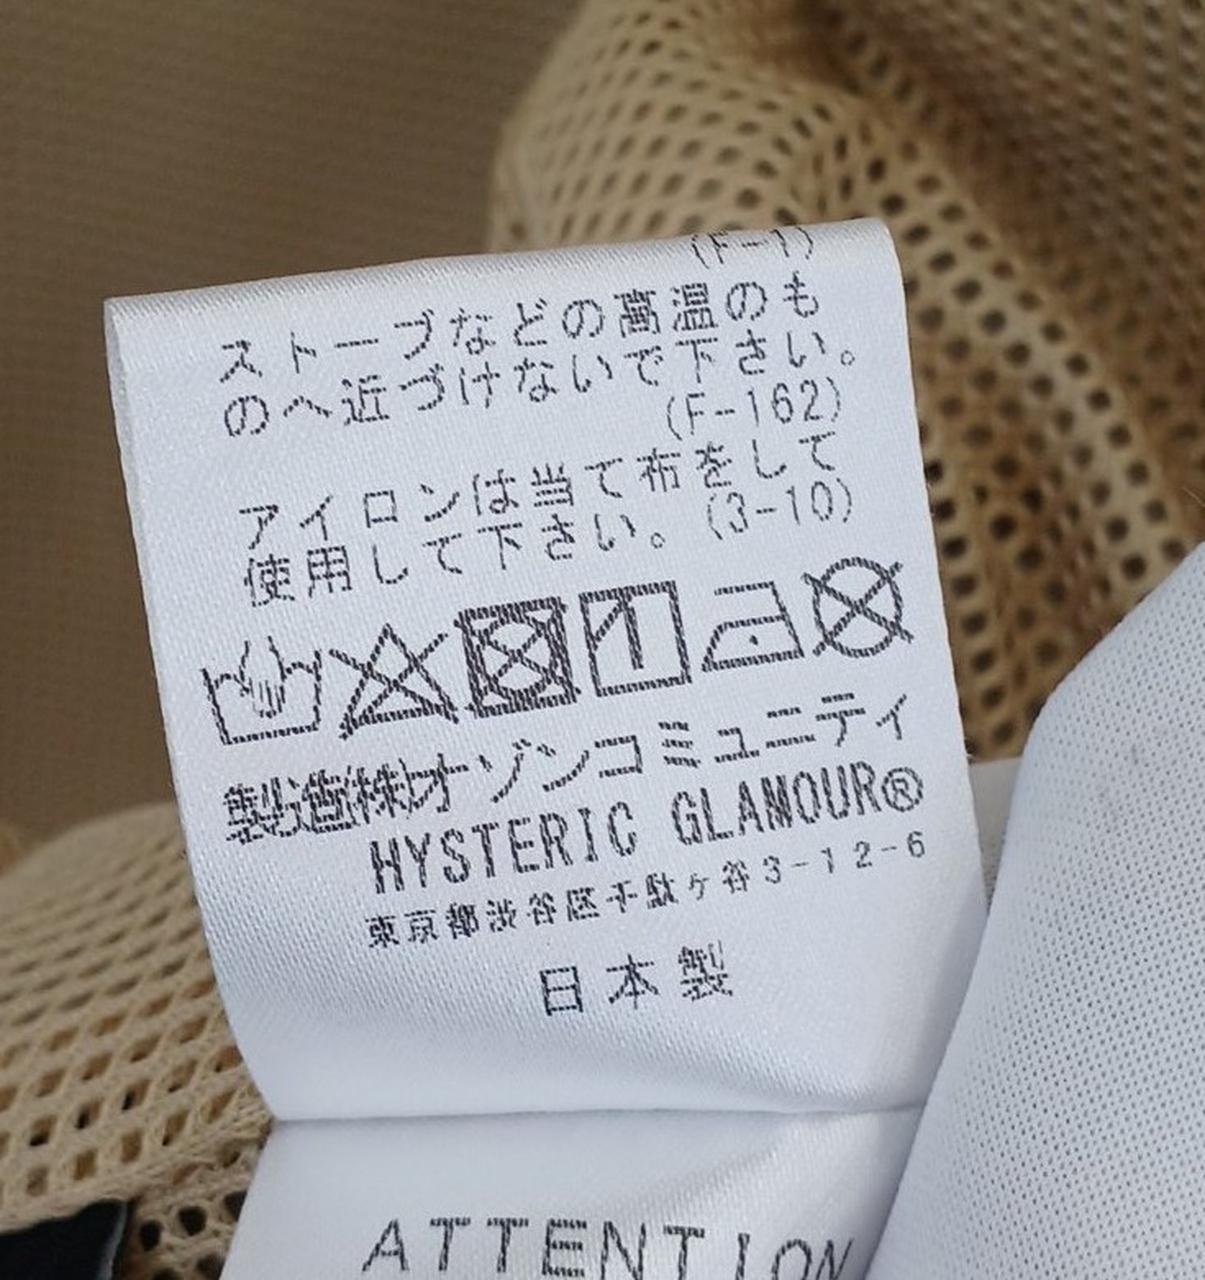 (F-1)
ストーブなどの高温のも
のへ近づけないで下さい。
(F-162)
アイロンは当て布をして
使用して下さい。(3-10)
製造㈱オゾンコミュニティ
HYSTERIC GLAMOUR®
東京都渋谷区千駄ヶ谷3-12-6
日本製
ATTENTION